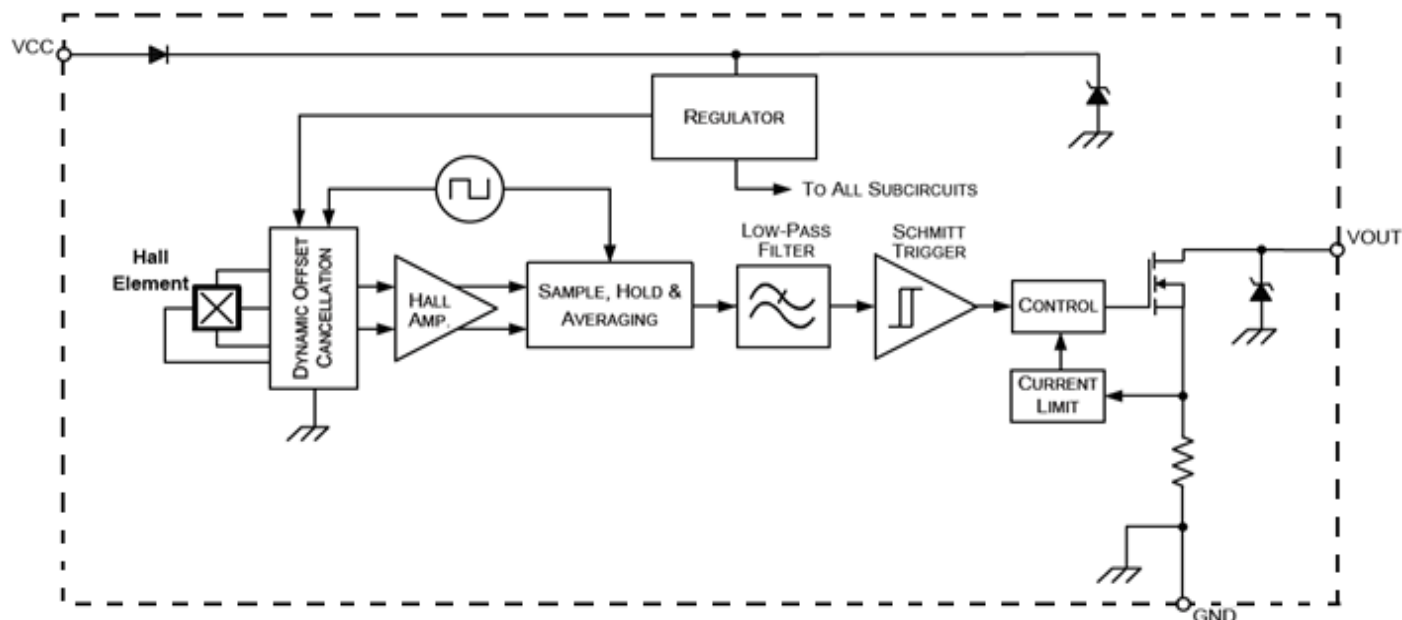 VCC
REGULATOR
TO ALL SUBCIRCUITS
Hall
Element
DYNAMIC OFFSET
CANCELLATION
HALL
AMP.
SAMPLE, HOLD &
AVERAGING
LOW-PASS
FILTER
SCHMITT
TRIGGER
CONTROL
CURRENT
LIMIT
VOUT
GND